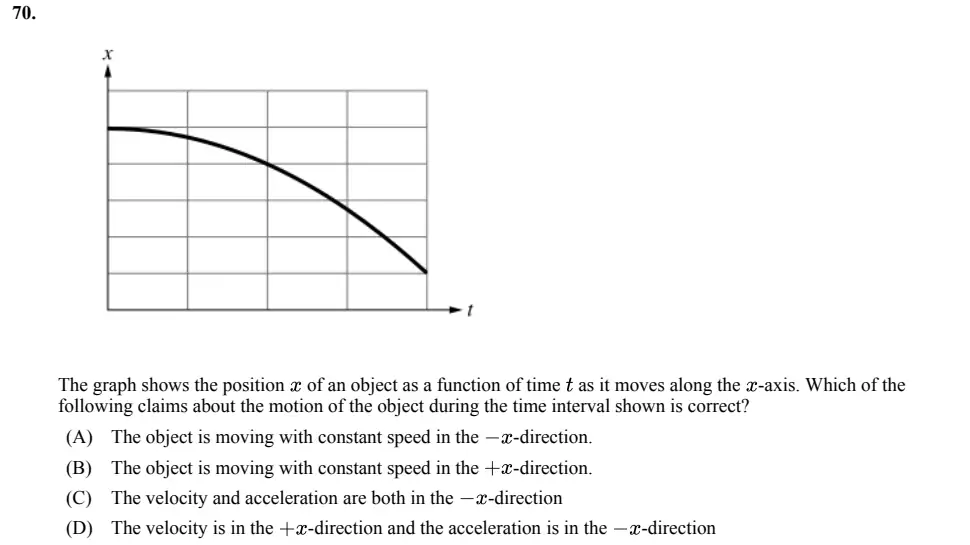 70.
x
t
The graph shows the position x of an object as a function of time t as it moves along the x-axis. Which of the
following claims about the motion of the object during the time interval shown is correct?
(A) The object is moving with constant speed in the −x-direction.
(B) The object is moving with constant speed in the +x-direction.
(C) The velocity and acceleration are both in the −x-direction
(D) The velocity is in the +x-direction and the acceleration is in the −x-direction